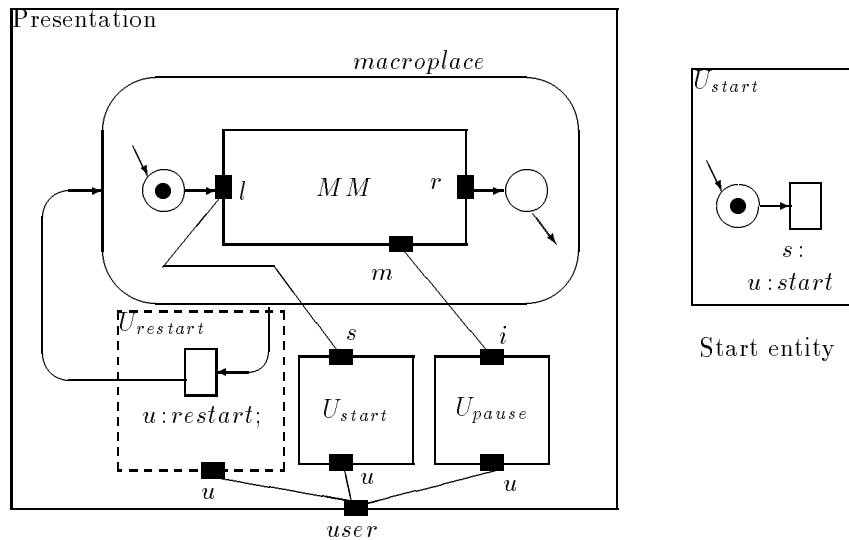 Presentation
macroplace
U_start
l
MM
r
m
s :
u : start
U_restart
s
i
Start entity
u : restart;
U_start
U_pause
u
u
u
user